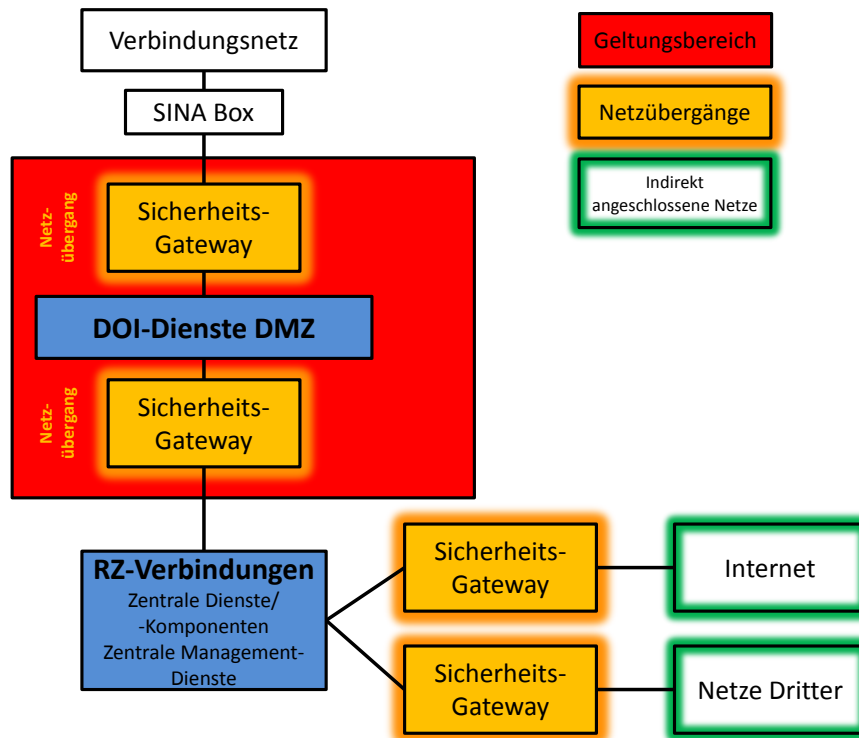 Verbindungsnetz
SINA Box
Netz-
übergang
Sicherheits-
Gateway
DOI-Dienste DMZ
Netz-
übergang
Sicherheits-
Gateway
RZ-Verbindungen
Zentrale Dienste/
-Komponenten
Zentrale Management-
Dienste
Sicherheits-
Gateway
Internet
Sicherheits-
Gateway
Netze Dritter
Geltungsbereich
Netzübergänge
Indirekt
angeschlossene Netze